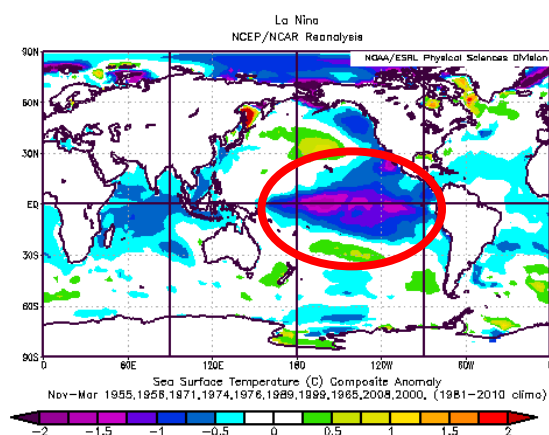 La Nina
NCEP/NCAR Reanalysis
NOAA/ESRL Physical Sciences Division
90N
60N
30N
EQ
30S
60S
90S
0 60E 120E 180 120W 60W 0
Sea Surface Temperature (C) Composite Anomaly
Nov-Mar 1955,1956,1971,1974,1976,1989,1999,1965,2008,2000, (1981-2010 climo)
-2 -1.5 -1 -0.5 0 0.5 1 1.5 2